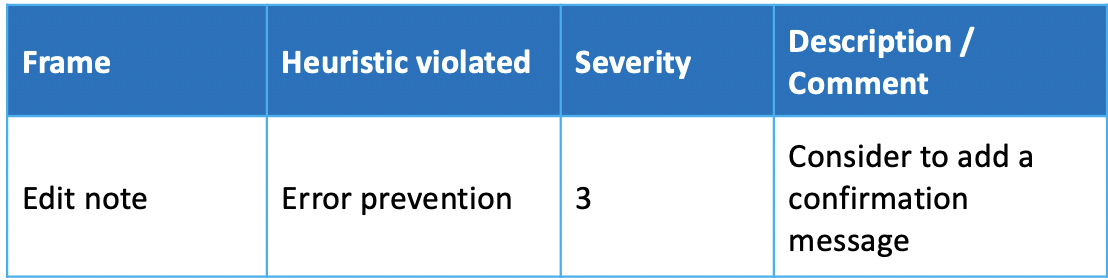 Frame
Heuristic violated
Severity
Description /
Comment
Edit note
Error prevention
3
Consider to add a
confirmation
message